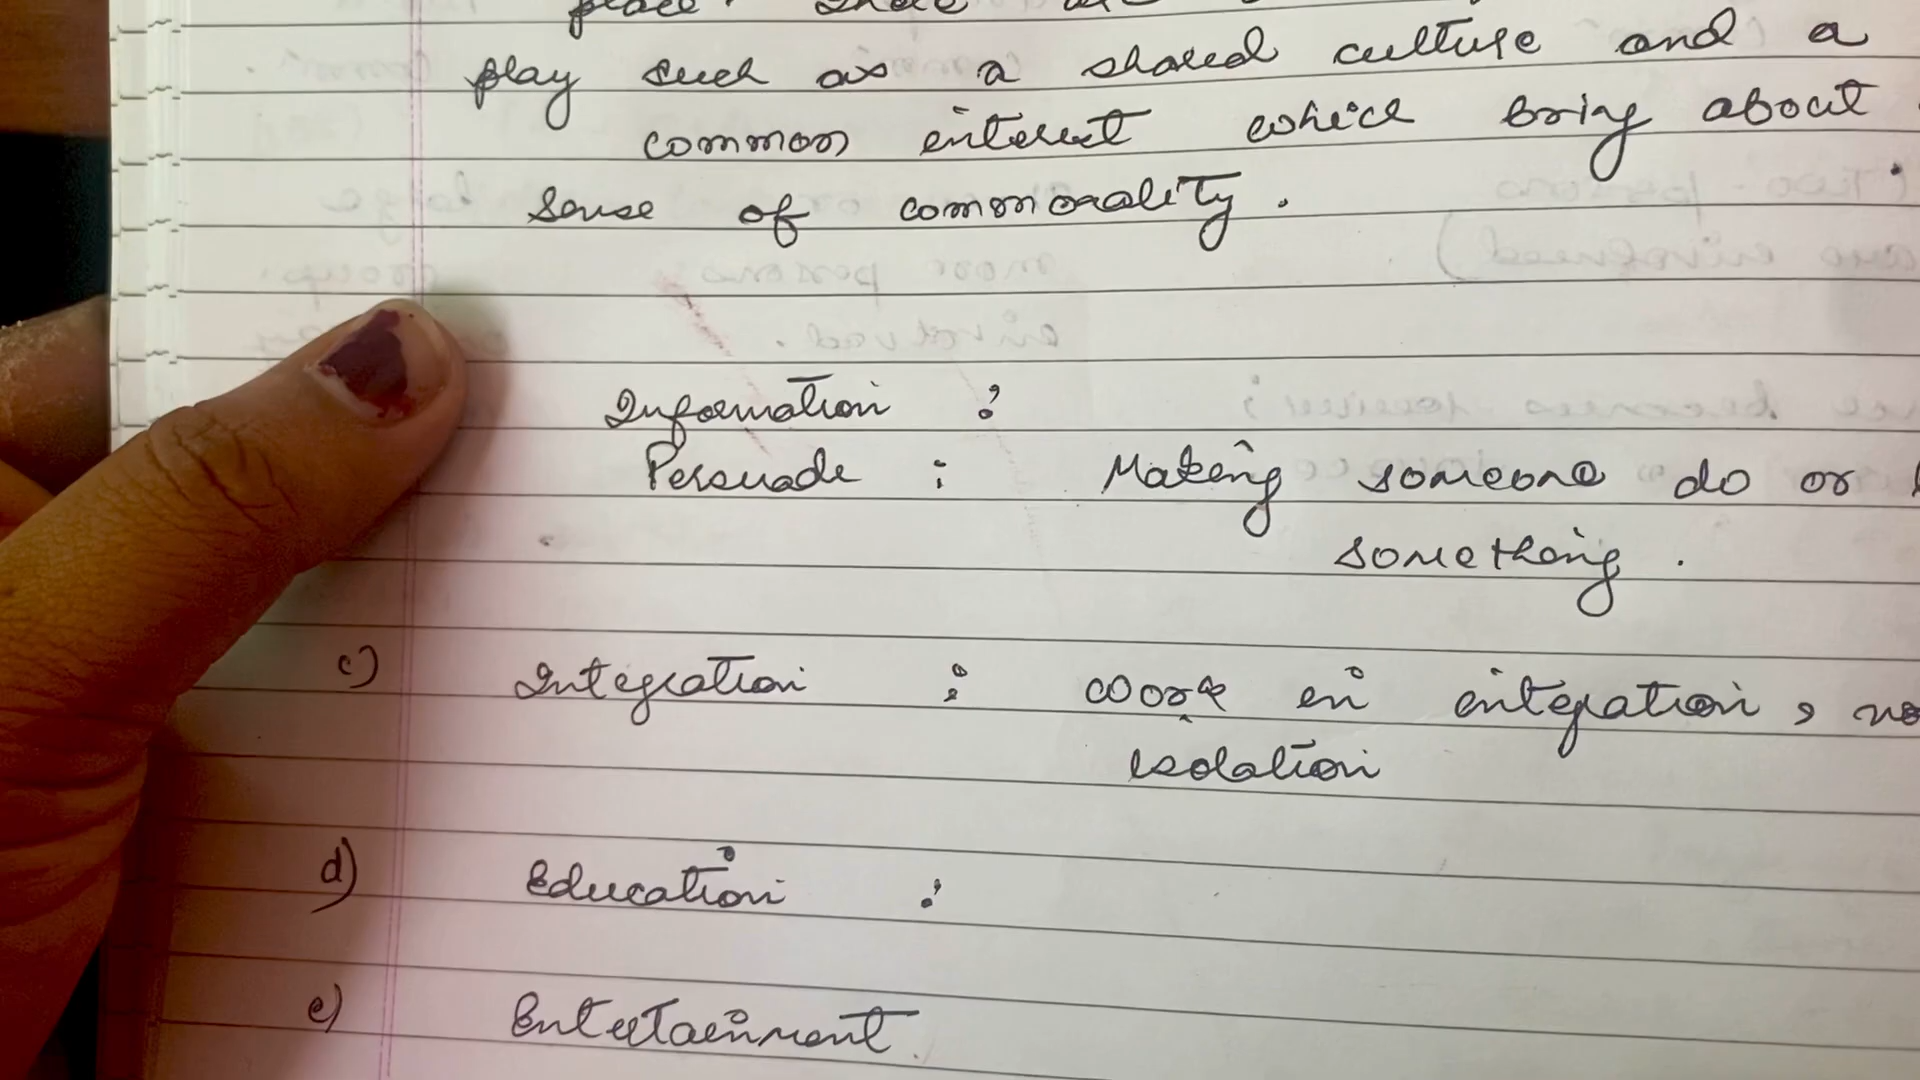 play such as a shared culture and a
common interest which bring about
sense of commonality.
Information :
Persuade : Making someone do or
something.
c) Integration : work in integration, no
isolation
d) Education :
e) Entertainment.